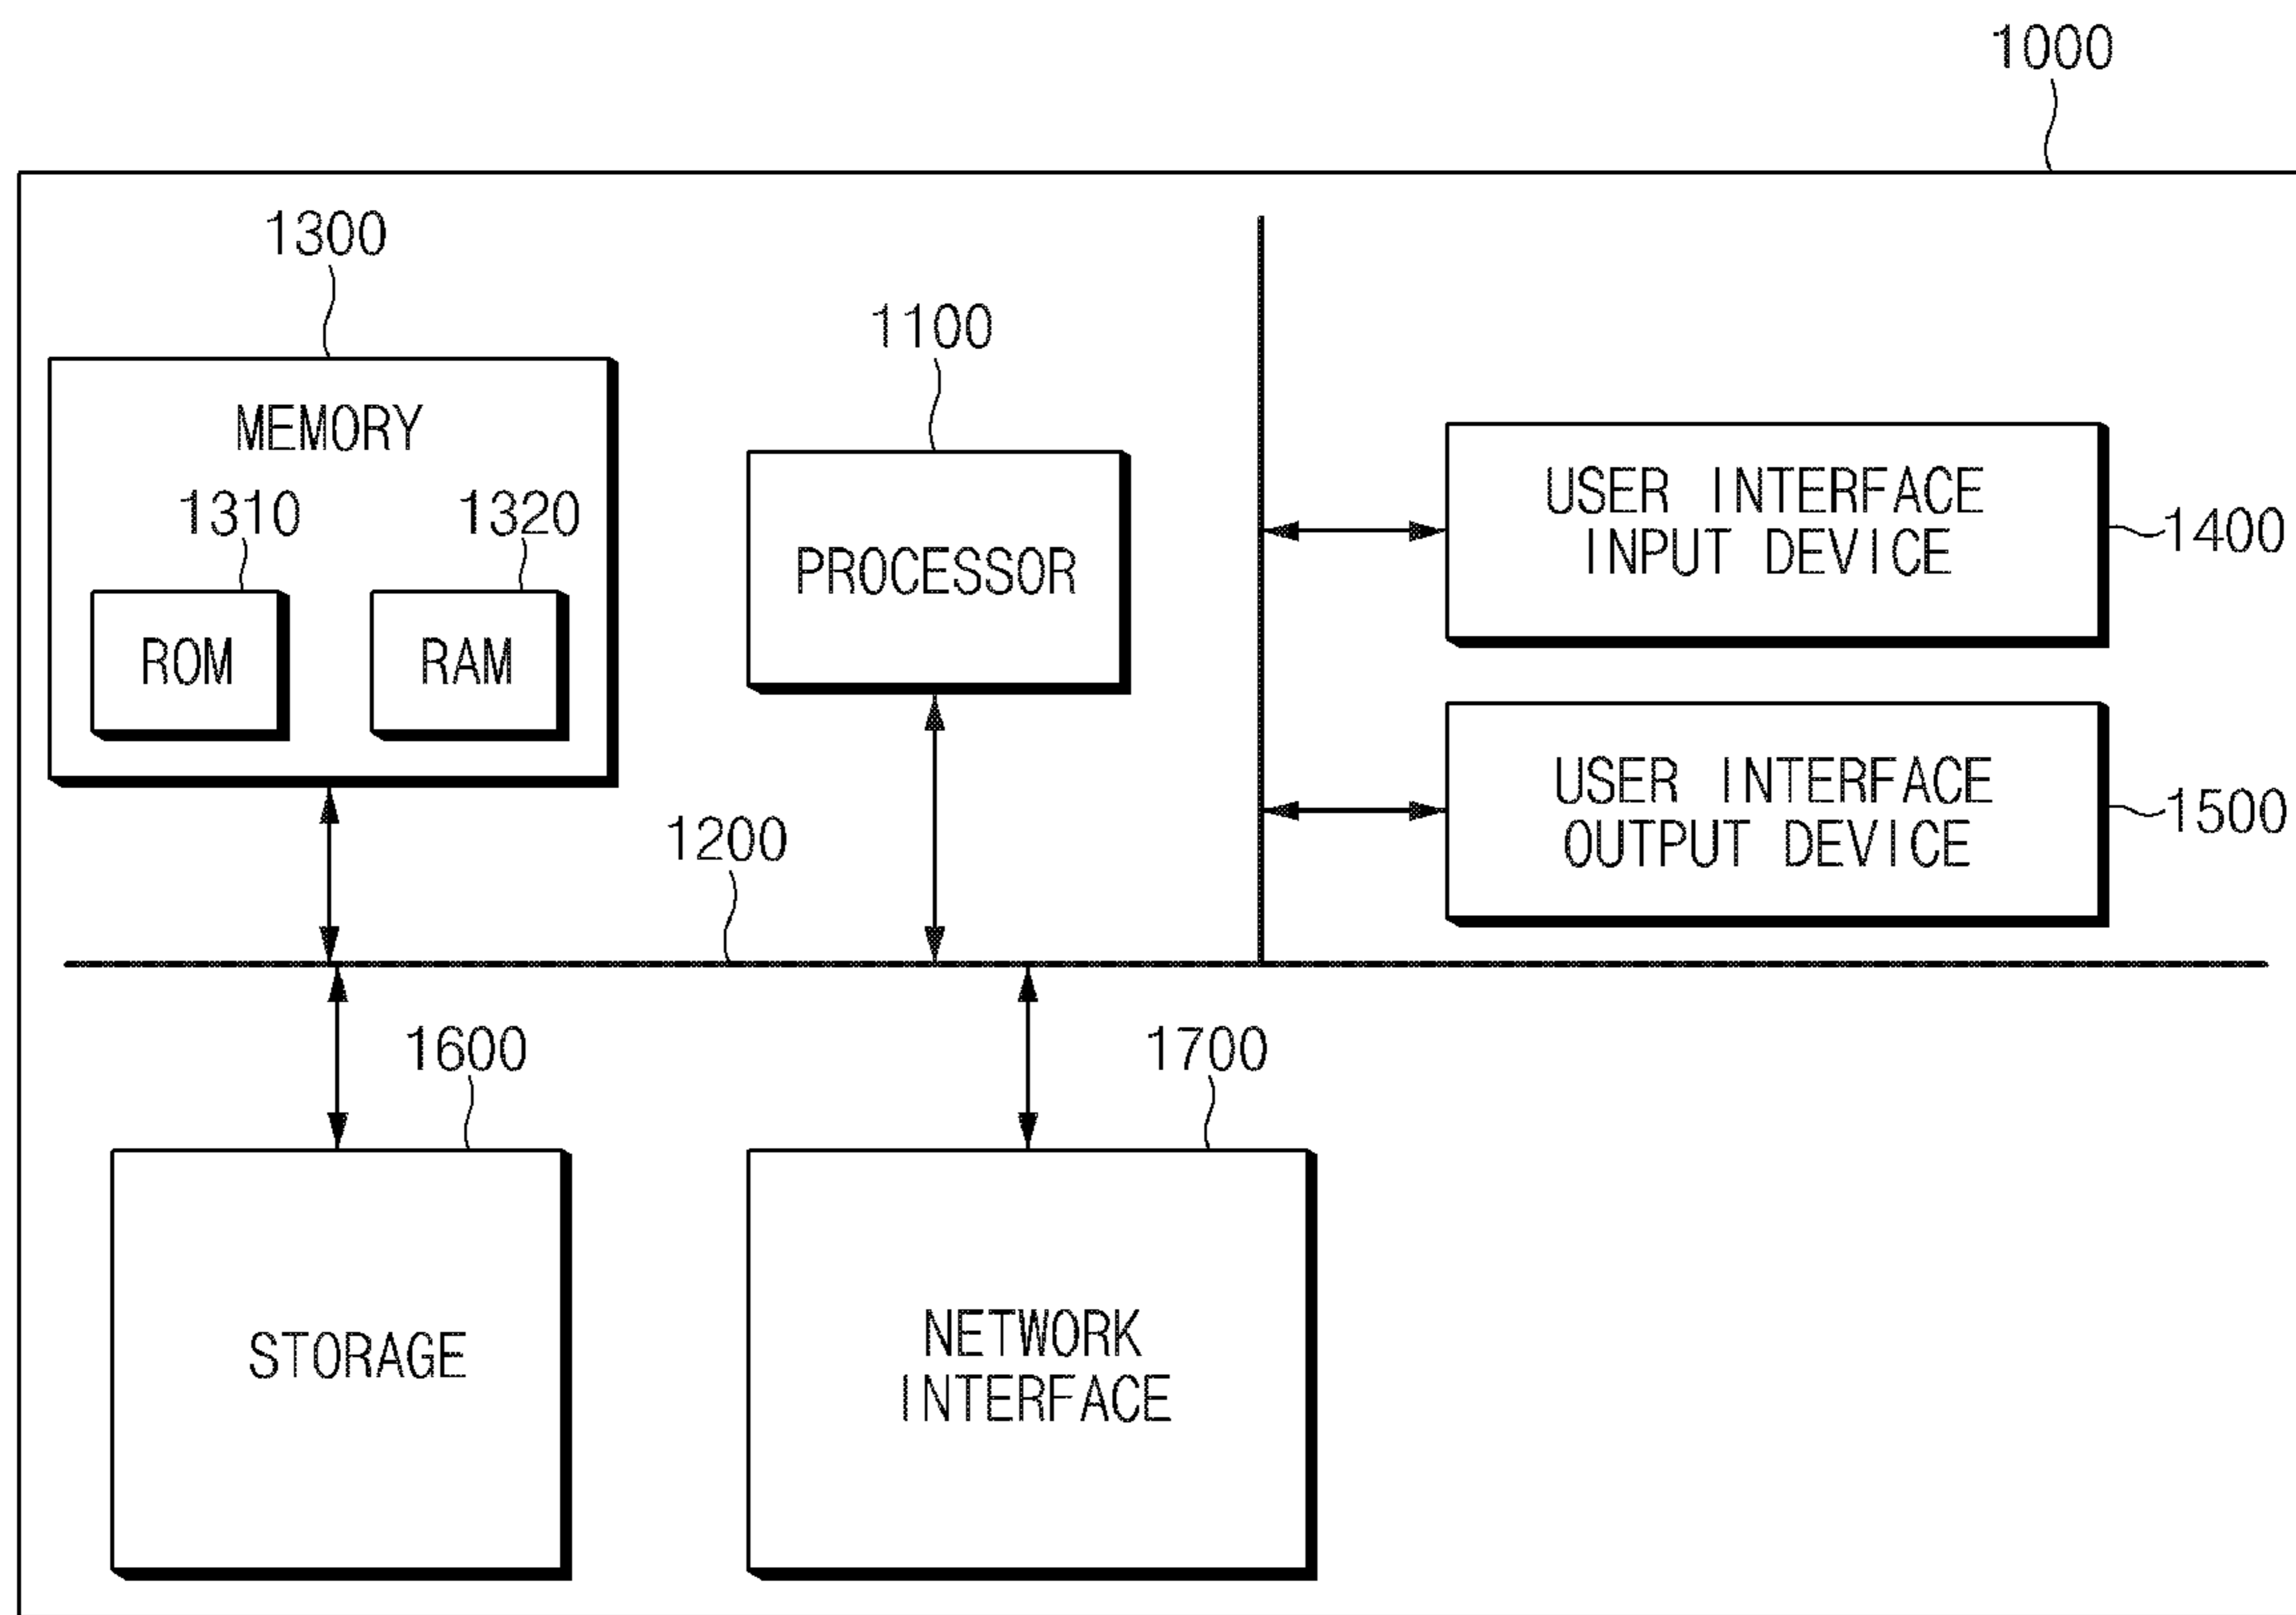 1000
1300
1100
MEMORY
1310
1320
ROM
RAM
PROCESSOR
USER INTERFACE
INPUT DEVICE
1400
USER INTERFACE
OUTPUT DEVICE
1500
1200
1600
1700
STORAGE
NETWORK
INTERFACE